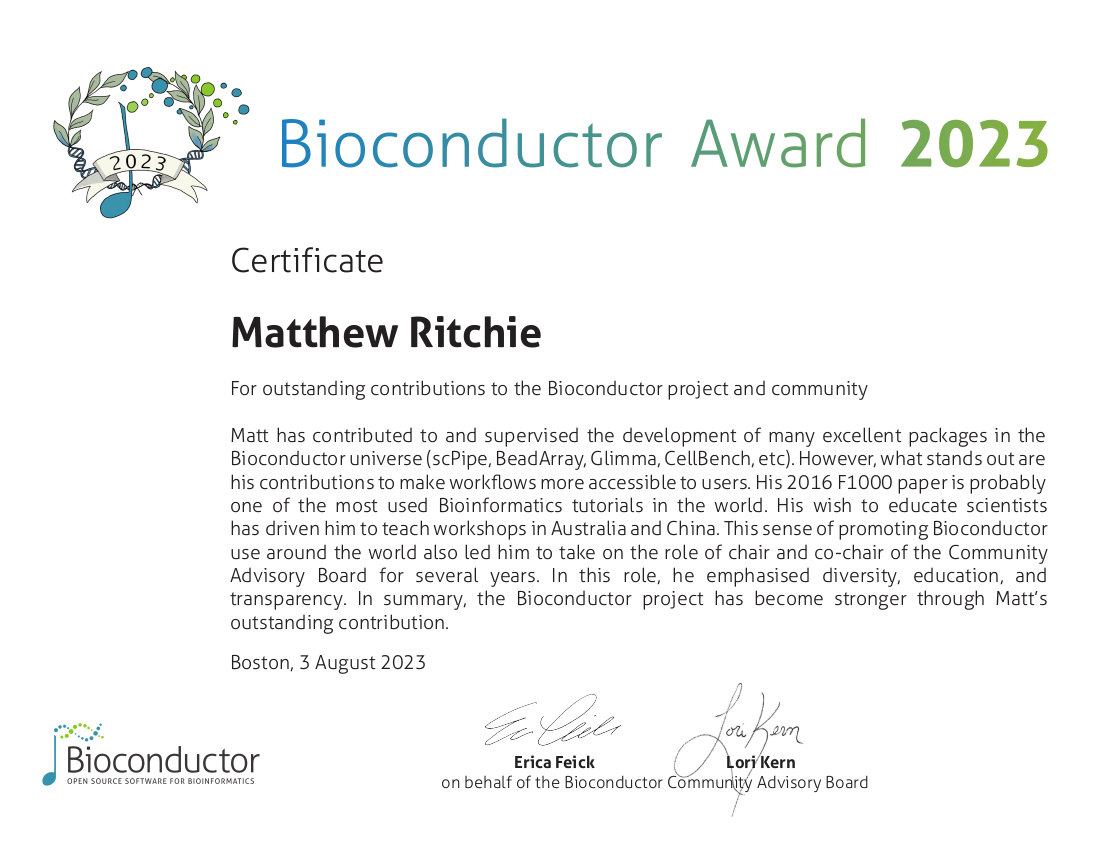 2023
Bioconductor Award 2023
Certificate
Matthew Ritchie
For outstanding contributions to the Bioconductor project and community
Matt has contributed to and supervised the development of many excellent packages in the
Bioconductor universe (scPipe, BeadArray, Glimma, CellBench, etc). However, what stands out are
his contributions to make workflows more accessible to users. His 2016 F1000 paper is probably
one of the most used Bioinformatics tutorials in the world. His wish to educate scientists
has driven him to teach workshops in Australia and China. This sense of promoting Bioconductor
use around the world also led him to take on the role of chair and co-chair of the Community
Advisory Board for several years. In this role, he emphasised diversity, education, and
transparency. In summary, the Bioconductor project has become stronger through Matt’s
outstanding contribution.
Boston, 3 August 2023
Lori Kern
Erica Feick Lori Kern
on behalf of the Bioconductor Community Advisory Board
Bioconductor
OPEN SOURCE SOFTWARE FOR BIOINFORMATICS